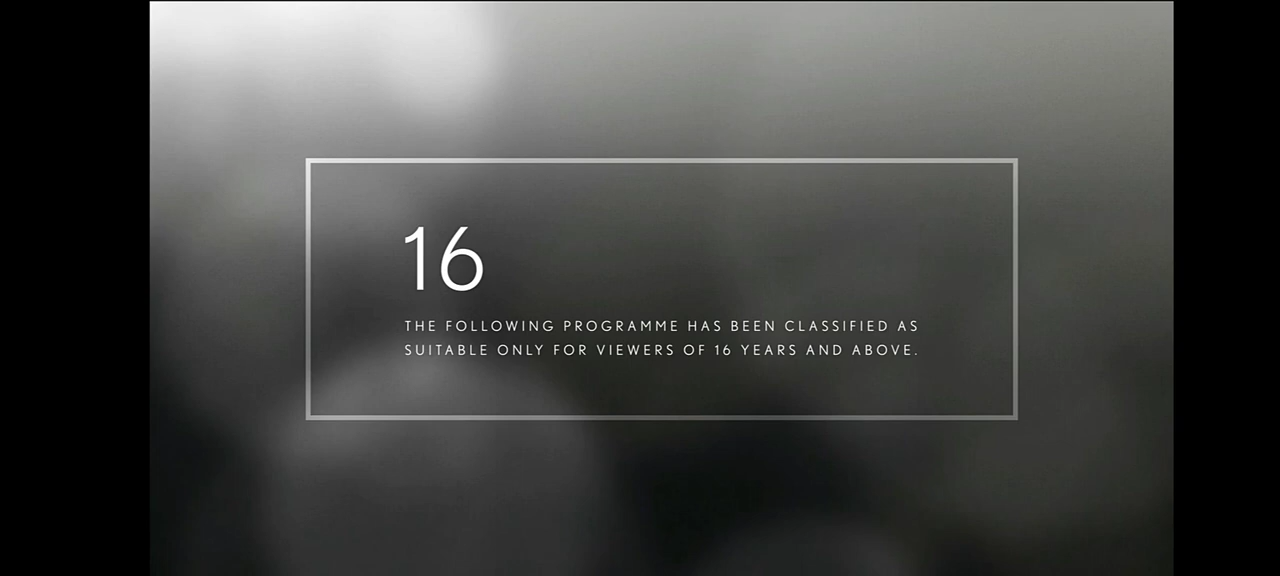 16
THE FOLLOWING PROGRAMME HAS BEEN CLASSIFIED AS
SUITABLE ONLY FOR VIEWERS OF 16 YEARS AND ABOVE.